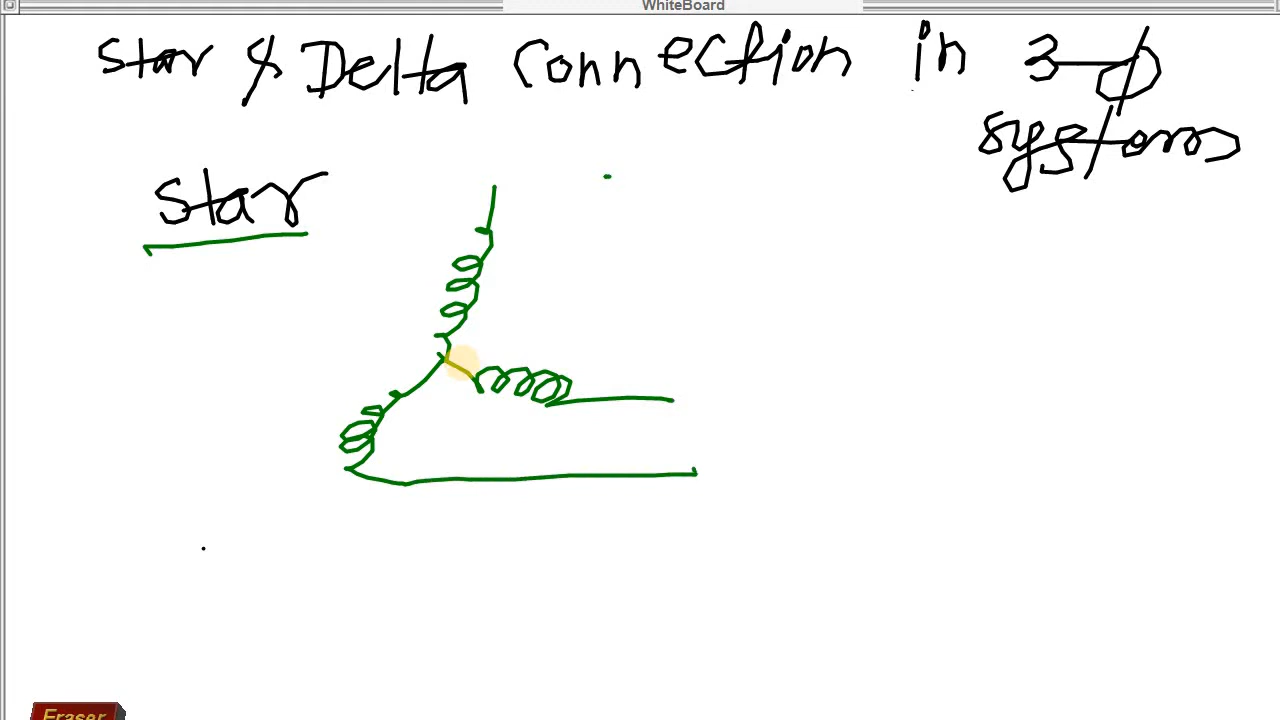 WhiteBoard
Star & Delta Connection in 3-ϕ
systems
Star
Eraser